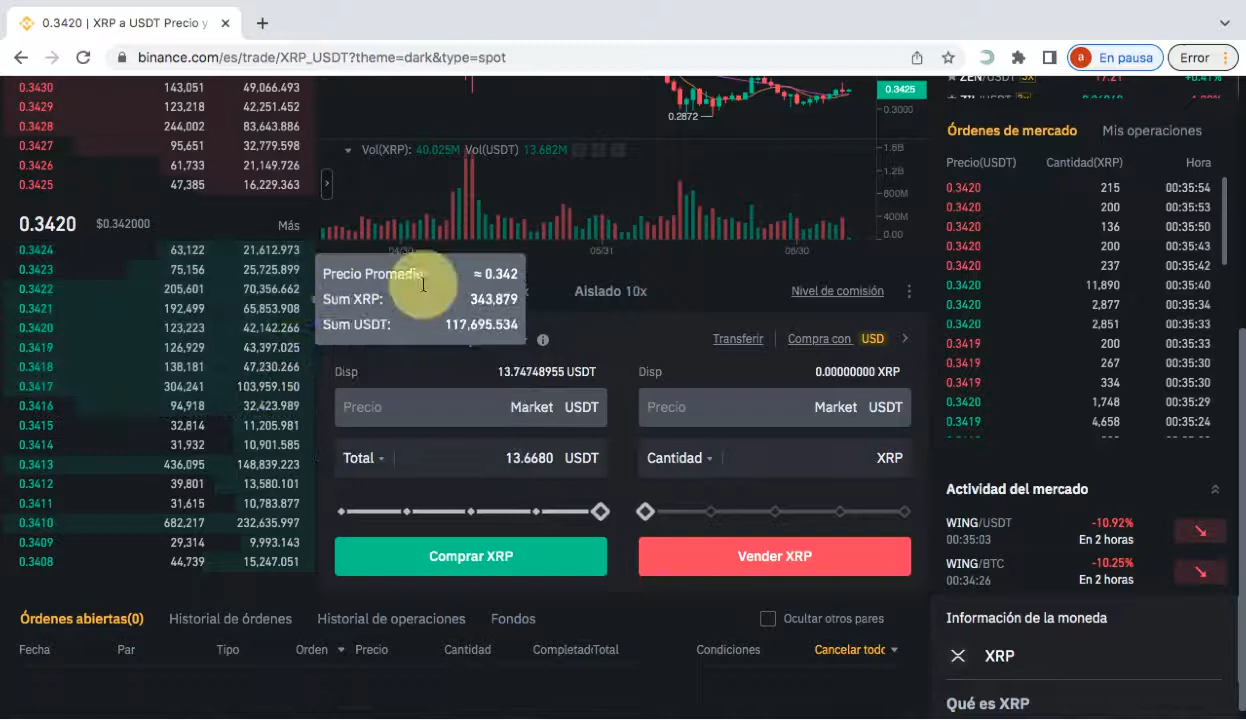 0.3420 | XRP a USDT Precio y
binance.com/es/trade/XRP_USDT?theme=dark&type=spot
a En pausa
Error
0.3430 143,051 49,066.493
0.3429 123,218 42,251.452
0.3428 244,002 83,643.886
0.3427 95,651 32,779.598
0.3426 61,733 21,149.726
0.3425 47,385 16,229.363
0.3420 $0.342000 Más
0.3424 63,122 21,612.973
0.3423 75,156 25,725.899
0.3422 205,601 70,356.662
0.3421 192,499 65,853.908
0.3420 123,223 42,142.266
0.3419 126,929 43,397.025
0.3418 138,181 47,230.266
0.3417 304,241 103,959.150
0.3416 94,918 32,423.989
0.3415 32,814 11,205.981
0.3414 31,932 10,901.585
0.3413 436,095 148,839.223
0.3412 39,801 13,580.101
0.3411 31,615 10,783.877
0.3410 682,217 232,635.997
0.3409 29,314 9,993.143
0.3408 44,739 15,247.051
0.3425
0.3000
0.2872
Vol(XRP): 40.025M Vol(USDT) 13.682M
1.6B
1.2B
800M
400M
0.00
04/30 05/31 06/30
Precio Promedio ≈ 0.342
Sum XRP: 343,879
Sum USDT: 117,695.534
Aislado 10x
Nivel de comisión
Transferir
Compra con USD
Disp 13.74748955 USDT
Precio Market USDT
Total 13.6680 USDT
Comprar XRP
Disp 0.00000000 XRP
Precio Market USDT
Cantidad XRP
Vender XRP
ZEN/USDT 5X 17.21 +0.41%
Órdenes de mercado Mis operaciones
Precio(USDT) Cantidad(XRP) Hora
0.3420 215 00:35:54
0.3420 200 00:35:53
0.3420 136 00:35:50
0.3420 200 00:35:43
0.3420 237 00:35:42
0.3420 11,890 00:35:40
0.3420 2,877 00:35:34
0.3420 2,851 00:35:33
0.3419 200 00:35:33
0.3419 267 00:35:30
0.3419 334 00:35:30
0.3420 1,748 00:35:29
0.3419 4,658 00:35:24
Actividad del mercado
WING/USDT -10.92%
00:35:03 En 2 horas
WING/BTC -10.25%
00:34:26 En 2 horas
Información de la moneda
XRP
Qué es XRP
Órdenes abiertas(0) Historial de órdenes Historial de operaciones Fondos
Ocultar otros pares
Fecha Par Tipo Orden Precio Cantidad Completado Total Condiciones Cancelar todo